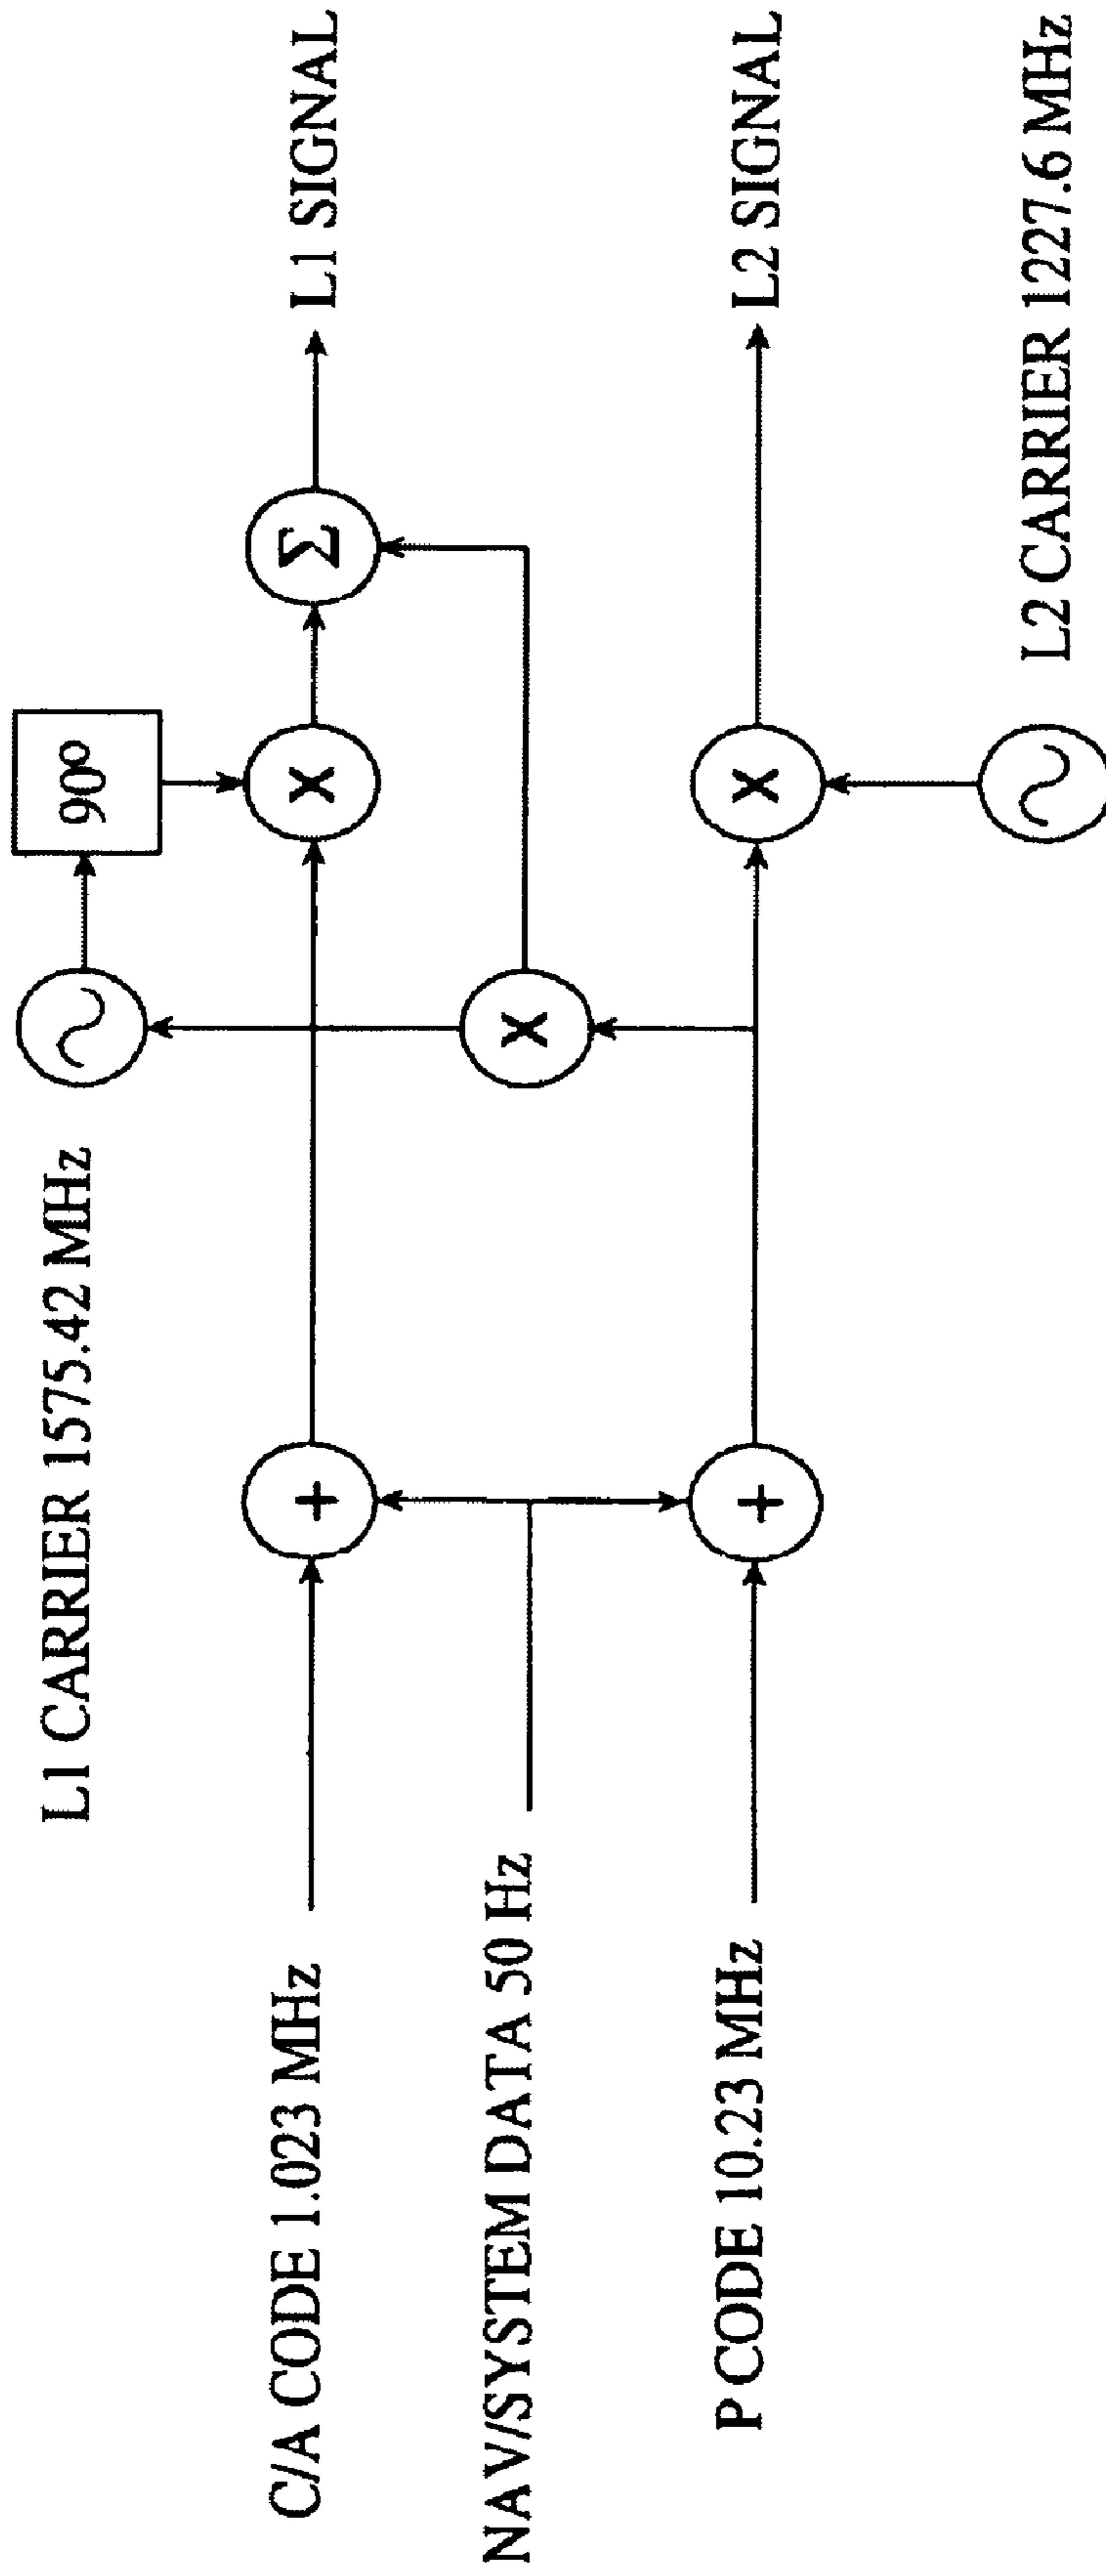 L1 CARRIER 1575.42 MHz
90º
C/A CODE 1.023 MHz
+
X
Σ
L1 SIGNAL
NAV/SYSTEM DATA 50 Hz
X
P CODE 10.23 MHz
+
X
L2 SIGNAL
L2 CARRIER 1227.6 MHz